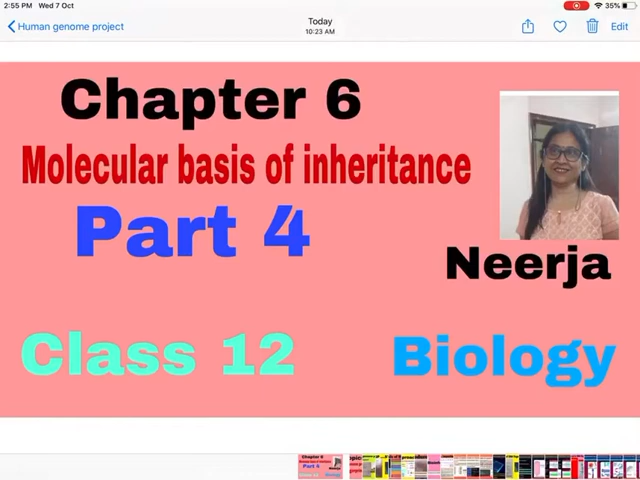 2:55 PM Wed 7 Oct
35%
Human genome project
Today
10:23 AM
Edit
Chapter 6
Molecular basis of inheritance
Part 4
Neerja
Class 12
Biology